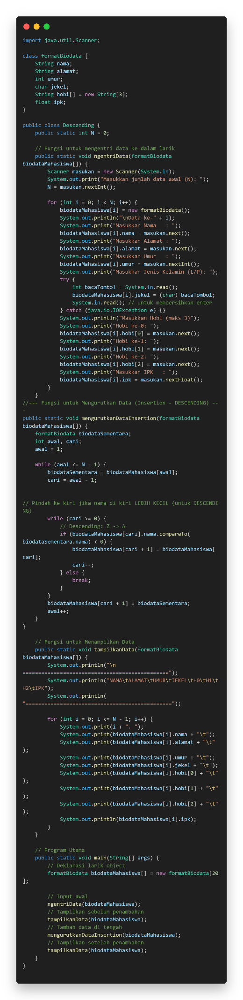 import java.util.Scanner;

class formatBiodata {
    String nama;
    String alamat;
    int umur;
    char jekel;
    String hobi[] = new String[3];
    float ipk;
}

public class Descending {
    public static int N = 0;

    // Fungsi untuk mengentri data ke dalam larik
    public static void ngentriData(formatBiodata
biodataMahasiswa[]) {
        Scanner masukan = new Scanner(System.in);
        System.out.print("Masukkan jumlah data awal (N): ");
        N = masukan.nextInt();

        for (int i = 0; i < N; i++) {
            biodataMahasiswa[i] = new formatBiodata();
            System.out.println("\nData ke-" + i);
            System.out.print("Masukkan Nama   : ");
            biodataMahasiswa[i].nama = masukan.next();
            System.out.print("Masukkan Alamat : ");
            biodataMahasiswa[i].alamat = masukan.next();
            System.out.print("Masukkan Umur   : ");
            biodataMahasiswa[i].umur = masukan.nextInt();
            System.out.print("Masukkan Jenis Kelamin (L/P): ");
            try {
                int bacaTombol = System.in.read();
                biodataMahasiswa[i].jekel = (char) bacaTombol;
                System.in.read(); // untuk membersihkan enter
            } catch (java.io.IOException e) {}
            System.out.println("Masukkan Hobi (maks 3)");
            System.out.print("Hobi ke-0: ");
            biodataMahasiswa[i].hobi[0] = masukan.next();
            System.out.print("Hobi ke-1: ");
            biodataMahasiswa[i].hobi[1] = masukan.next();
            System.out.print("Hobi ke-2: ");
            biodataMahasiswa[i].hobi[2] = masukan.next();
            System.out.print("Masukkan IPK   : ");
            biodataMahasiswa[i].ipk = masukan.nextFloat();
        }
    }
//--- Fungsi untuk Mengurutkan Data (Insertion - DESCENDING) --
-
public static void mengurutkanDataInsertion(formatBiodata
biodataMahasiswa[]) {
    formatBiodata biodataSementara;
    int awal, cari;
    awal = 1;

    while (awal <= N - 1) {
        biodataSementara = biodataMahasiswa[awal];
        cari = awal - 1;

// Pindah ke kiri jika nama di kiri LEBIH KECIL (untuk DESCENDI
NG)
        while (cari >= 0) {
            // Descending: Z -> A
            if (biodataMahasiswa[cari].nama.compareTo(
biodataSementara.nama) < 0) {
                biodataMahasiswa[cari + 1] = biodataMahasiswa[
cari];
                cari--;
            } else {
                break;
            }
        }
        biodataMahasiswa[cari + 1] = biodataSementara;
        awal++;
    }
}

    // Fungsi untuk Menampilkan Data
    public static void tampilkanData(formatBiodata
biodataMahasiswa[]) {
        System.out.println("\n
===============================================");
        System.out.println("NAMA\tALAMAT\tUMUR\tJEKEL\tH0\tH1\t
H2\tIPK");
        System.out.println(
"===============================================");

        for (int i = 0; i <= N - 1; i++) {
            System.out.print(i + ". ");
            System.out.print(biodataMahasiswa[i].nama + "\t");
            System.out.print(biodataMahasiswa[i].alamat + "\t"
);
            System.out.print(biodataMahasiswa[i].umur + "\t");
            System.out.print(biodataMahasiswa[i].jekel + "\t");
            System.out.print(biodataMahasiswa[i].hobi[0] + "\t"
);
            System.out.print(biodataMahasiswa[i].hobi[1] + "\t"
);
            System.out.print(biodataMahasiswa[i].hobi[2] + "\t"
);
            System.out.println(biodataMahasiswa[i].ipk);
        }
    }

    // Program Utama
    public static void main(String[] args) {
        // Deklarasi larik object
        formatBiodata biodataMahasiswa[] = new formatBiodata[20
];

        // Input awal
        ngentriData(biodataMahasiswa);
        // Tampilkan sebelum penambahan
        tampilkanData(biodataMahasiswa);
        // Tambah data di tengah
        mengurutkanDataInsertion(biodataMahasiswa);
        // Tampilkan setelah penambahan
        tampilkanData(biodataMahasiswa);
    }
}